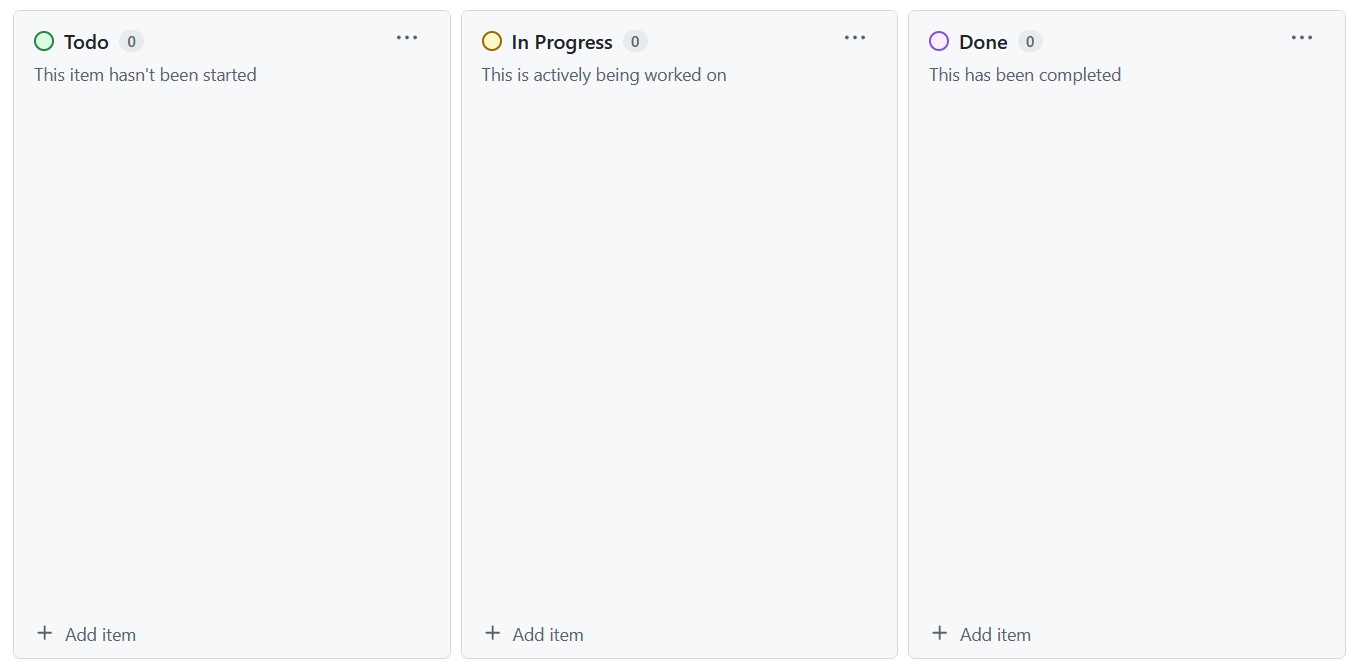 Todo 0
This item hasn't been started
Add item
In Progress 0
This is actively being worked on
Add item
Done 0
This has been completed
Add item